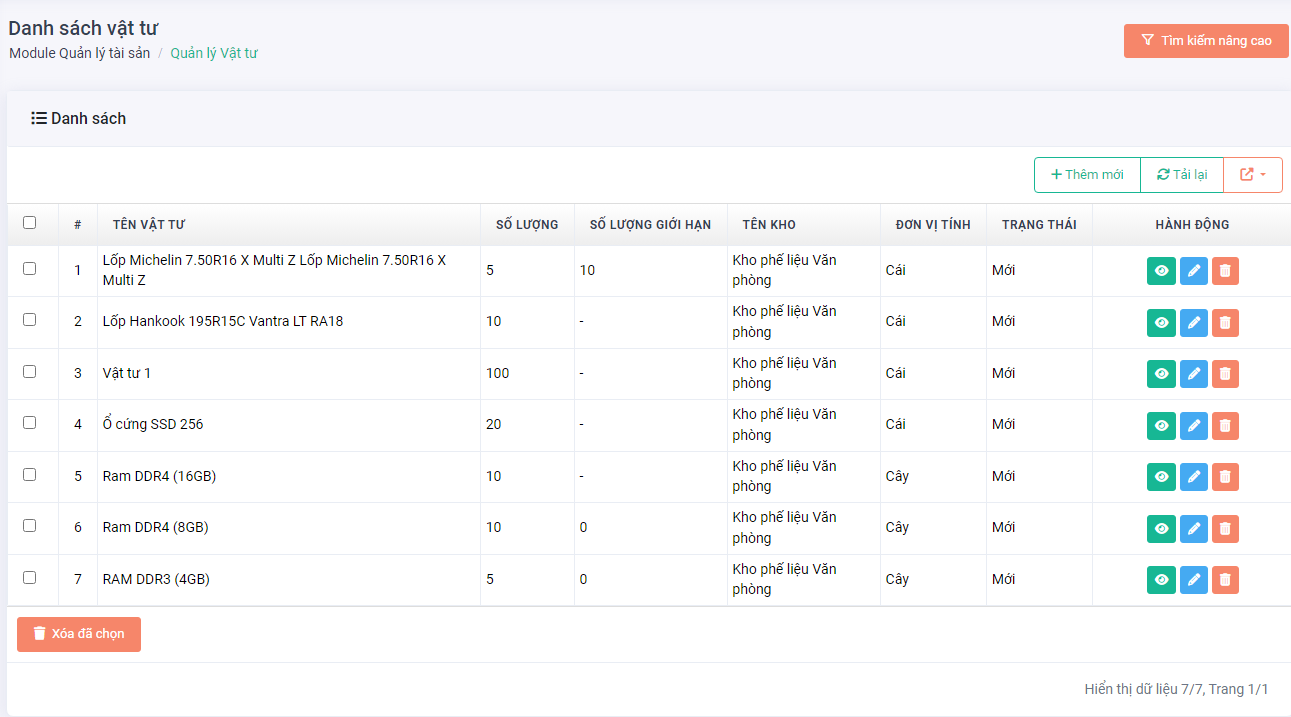 Danh sách vật tư
Module Quản lý tài sản / Quản lý Vật tư
Tìm kiếm nâng cao
Danh sách
Thêm mới Tải lại
# TÊN VẬT TƯ SỐ LƯỢNG SỐ LƯỢNG GIỚI HẠN TÊN KHO ĐƠN VỊ TÍNH TRẠNG THÁI HÀNH ĐỘNG
1 Lốp Michelin 7.50R16 X Multi Z Lốp Michelin 7.50R16 X 5 10 Kho phế liệu Văn Cái Mới
Multi Z phòng
2 Lốp Hankook 195R15C Vantra LT RA18 10 - Kho phế liệu Văn Cái Mới
phòng
3 Vật tư 1 100 - Kho phế liệu Văn Cái Mới
phòng
4 Ổ cứng SSD 256 20 - Kho phế liệu Văn Cái Mới
phòng
5 Ram DDR4 (16GB) 10 - Kho phế liệu Văn Cây Mới
phòng
6 Ram DDR4 (8GB) 10 0 Kho phế liệu Văn Cây Mới
phòng
7 RAM DDR3 (4GB) 5 0 Kho phế liệu Văn Cây Mới
phòng
Xóa đã chọn
Hiển thị dữ liệu 7/7, Trang 1/1